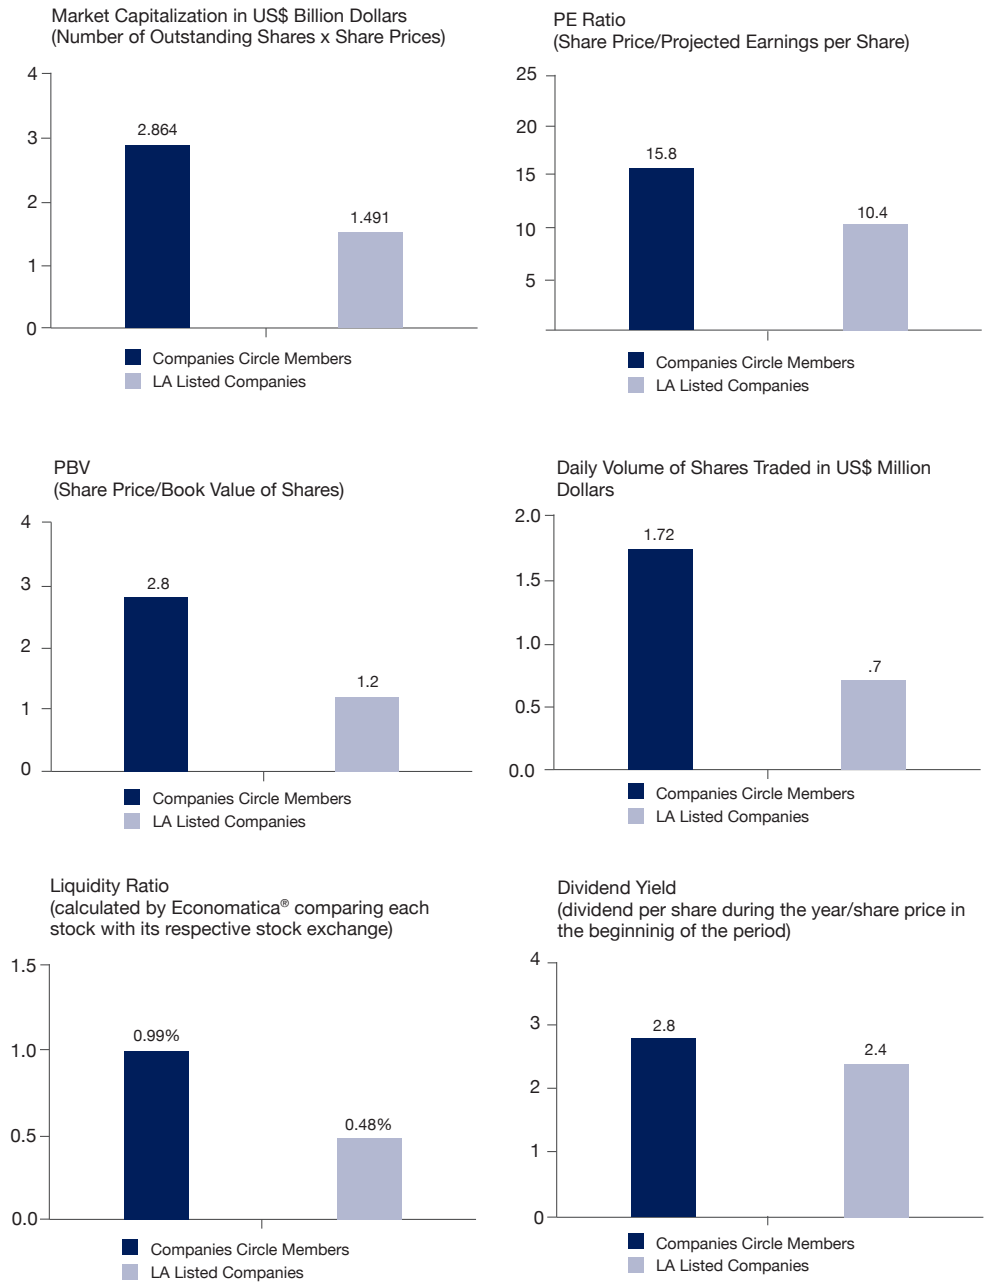 Market Capitalization in US$ Billion Dollars
(Number of Outstanding Shares x Share Prices)
4
3
2
1
0
2.864
1.491
Companies Circle Members
LA Listed Companies
PE Ratio
(Share Price/Projected Earnings per Share)
25
20
15
10
5
15.8
10.4
Companies Circle Members
LA Listed Companies
PBV
(Share Price/Book Value of Shares)
4
3
2
1
0
2.8
1.2
Companies Circle Members
LA Listed Companies
Daily Volume of Shares Traded in US$ Million
Dollars
2.0
1.5
1.0
0.5
0.0
1.72
.7
Companies Circle Members
LA Listed Companies
Liquidity Ratio
(calculated by Economatica® comparing each
stock with its respective stock exchange)
1.5
1.0
0.5
0.0
0.99%
0.48%
Companies Circle Members
LA Listed Companies
Dividend Yield
(dividend per share during the year/share price in
the beginninig of the period)
4
3
2
1
0
2.8
2.4
Companies Circle Members
LA Listed Companies